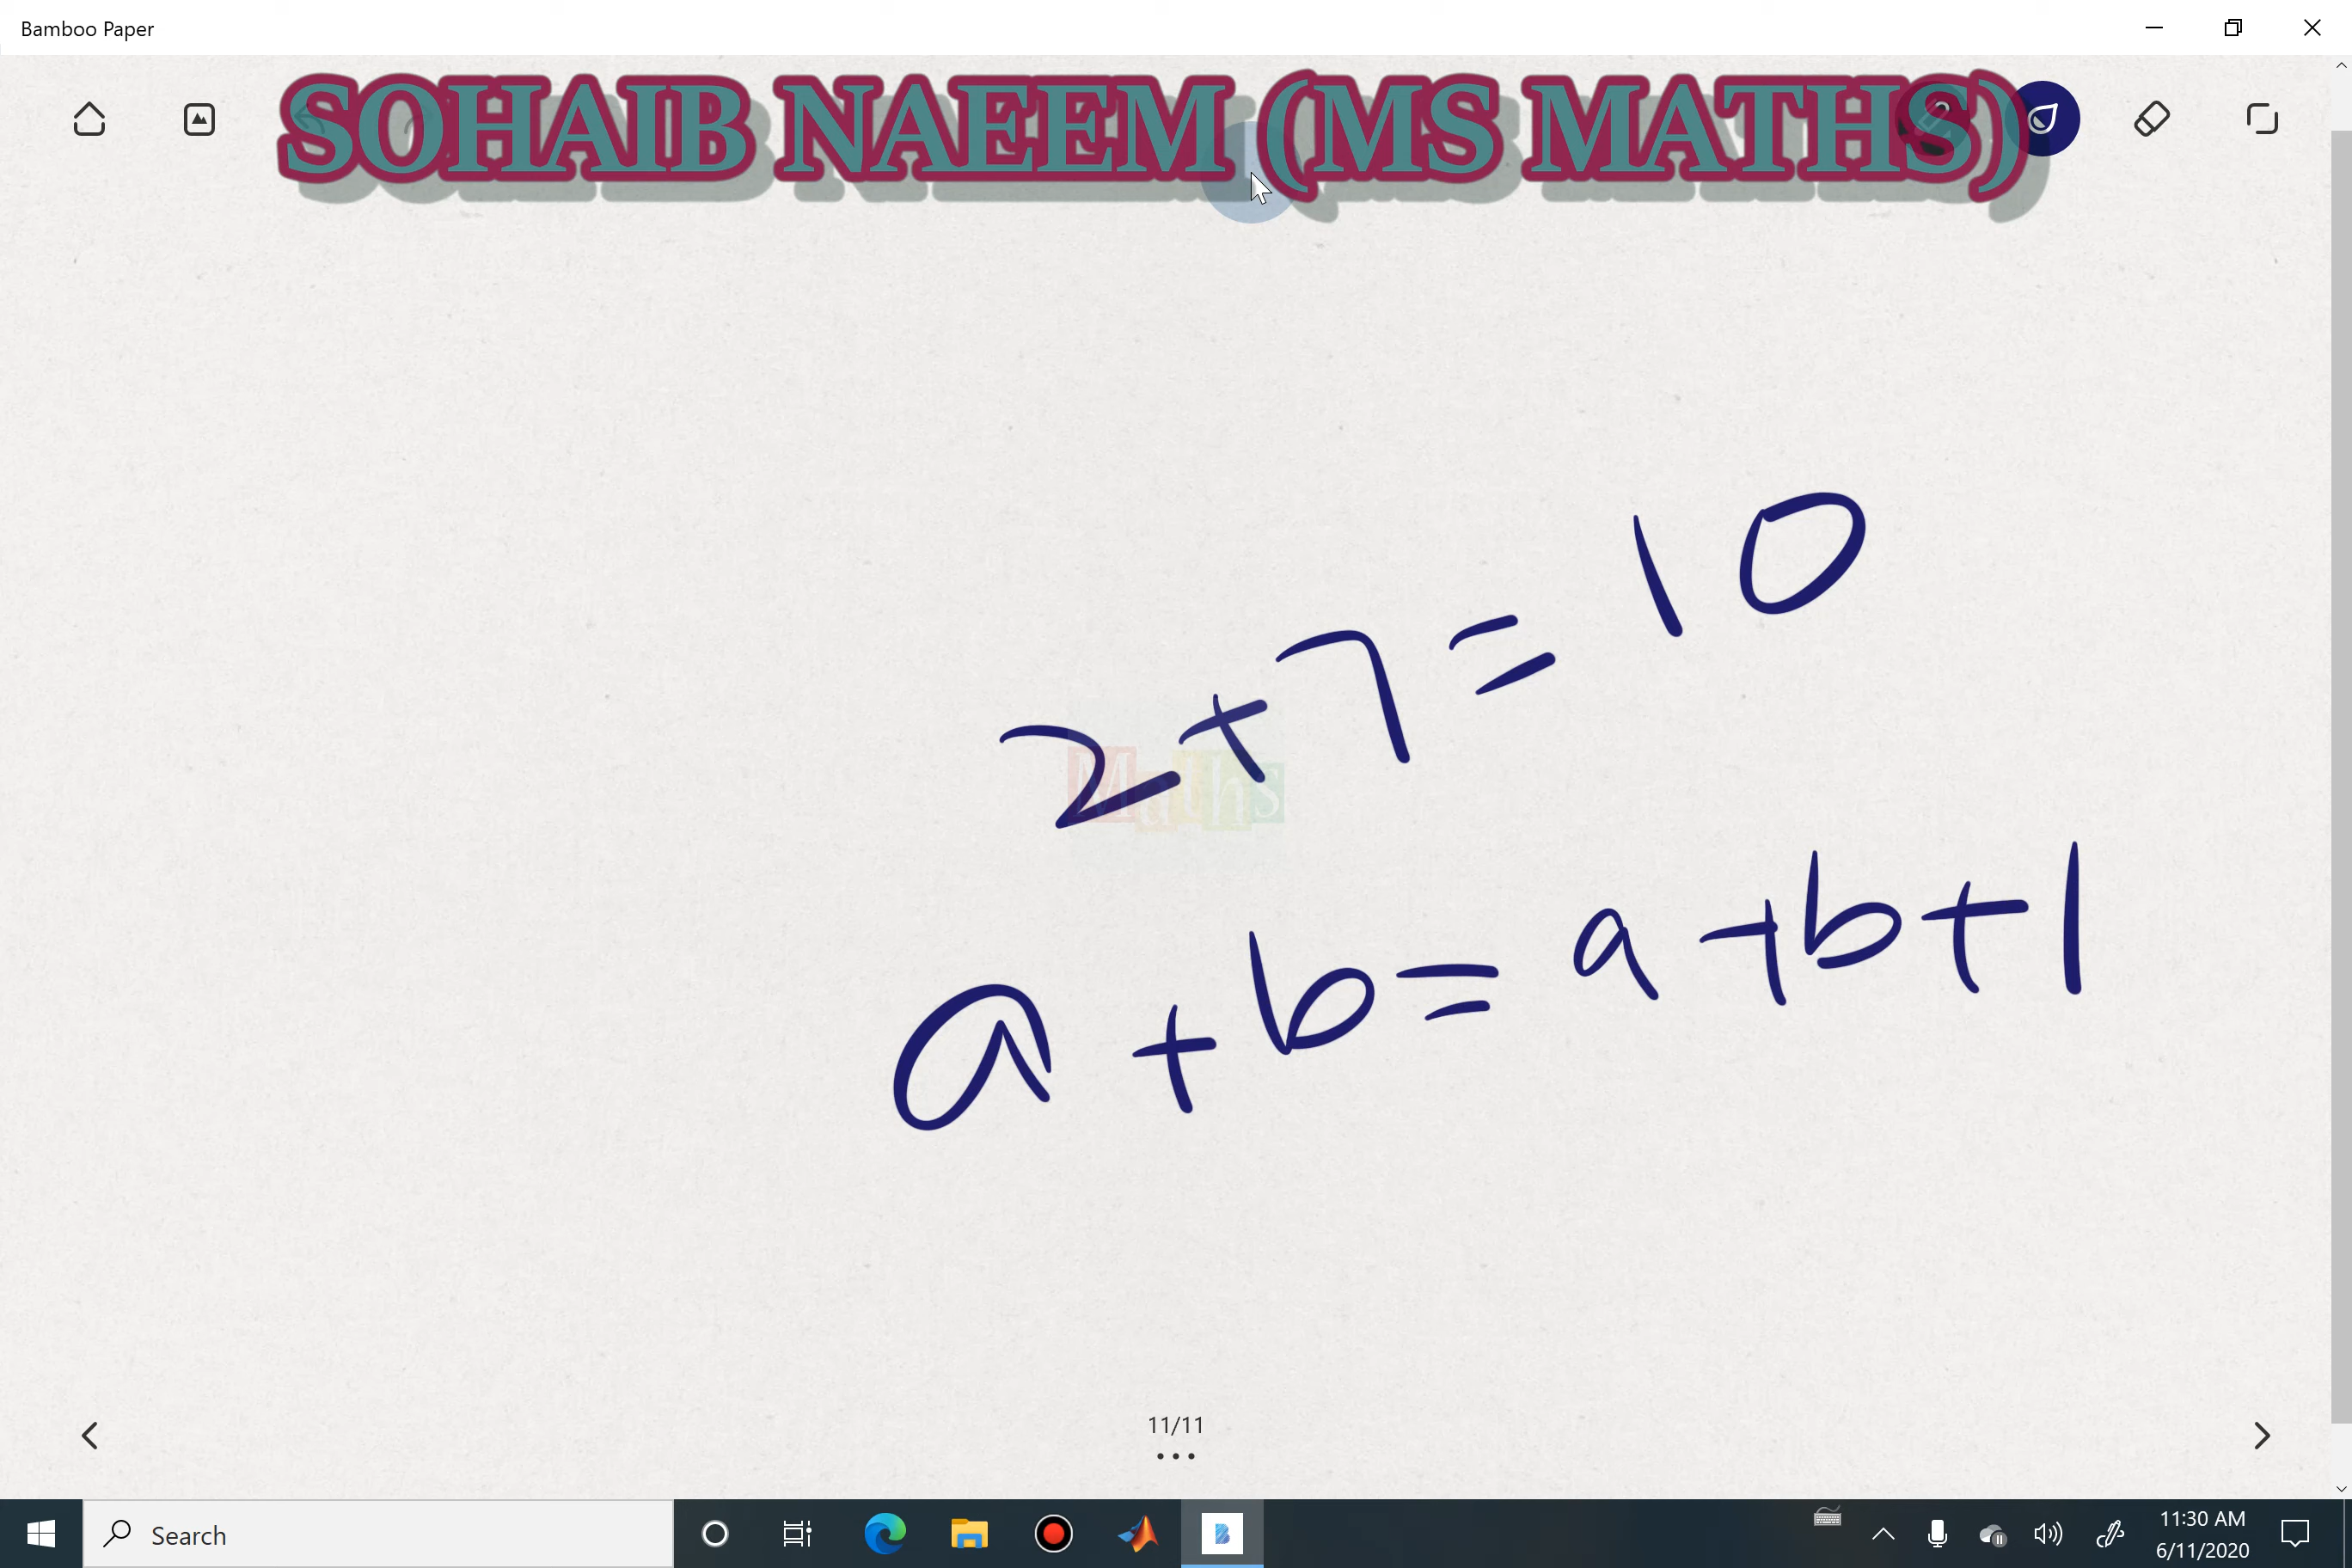 Bamboo Paper
SOHAIB NAEEM (MS MATHS)
2+7=10
Maths
a+b=a+b+1
11/11
Search
11:30 AM
6/11/2020